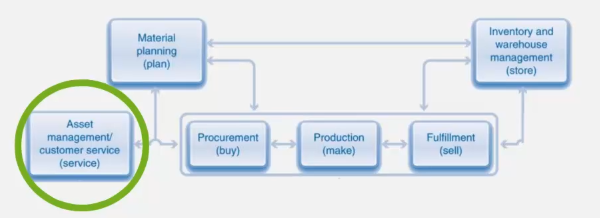 Material
planning
(plan)
Inventory and
warehouse
management
(store)
Asset
management/
customer service
(service)
Procurement
(buy)
Production
(make)
Fulfillment
(sell)